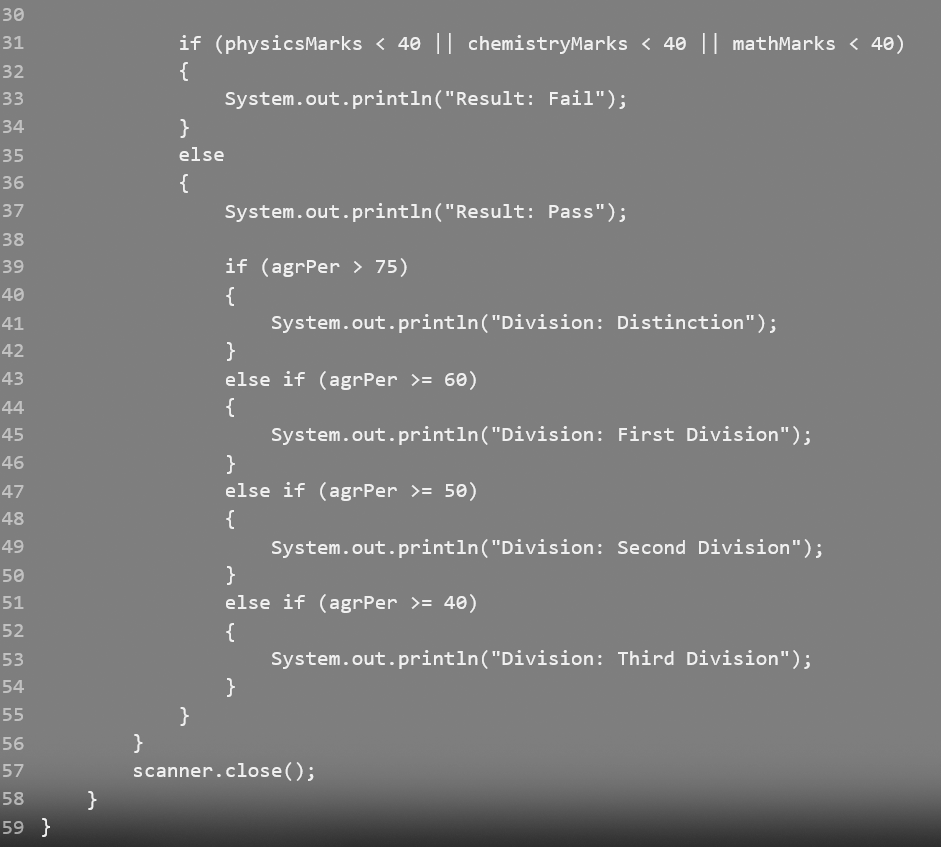 30
31             if (physicsMarks < 40 || chemistryMarks < 40 || mathMarks < 40)
32             {
33                 System.out.println("Result: Fail");
34             }
35             else
36             {
37                 System.out.println("Result: Pass");
38
39                 if (agrPer > 75)
40                 {
41                     System.out.println("Division: Distinction");
42                 }
43                 else if (agrPer >= 60)
44                 {
45                     System.out.println("Division: First Division");
46                 }
47                 else if (agrPer >= 50)
48                 {
49                     System.out.println("Division: Second Division");
50                 }
51                 else if (agrPer >= 40)
52                 {
53                     System.out.println("Division: Third Division");
54                 }
55             }
56         }
57         scanner.close();
58     }
59 }